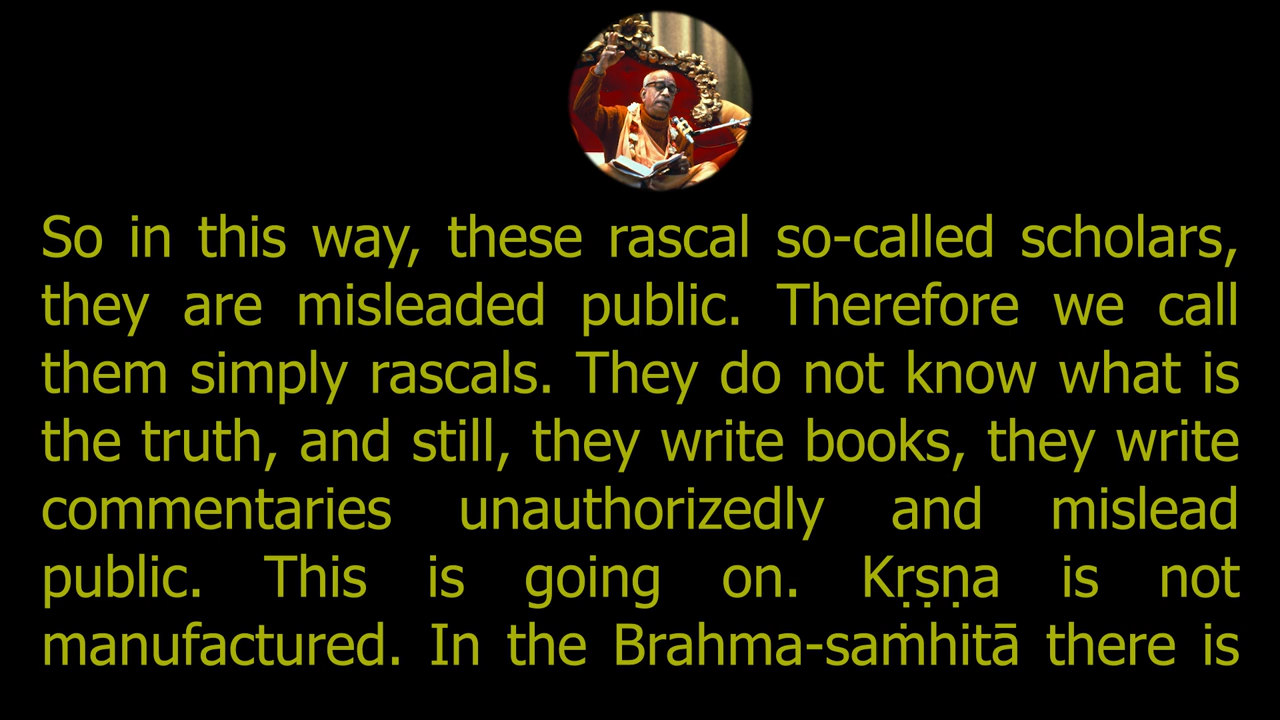 So in this way, these rascal so-called scholars,
they are misleaded public. Therefore we call
them simply rascals. They do not know what is
the truth, and still, they write books, they write
commentaries unauthorizedly and mislead
public. This is going on. Kṛṣṇa is not
manufactured. In the Brahma-saṁhitā there is